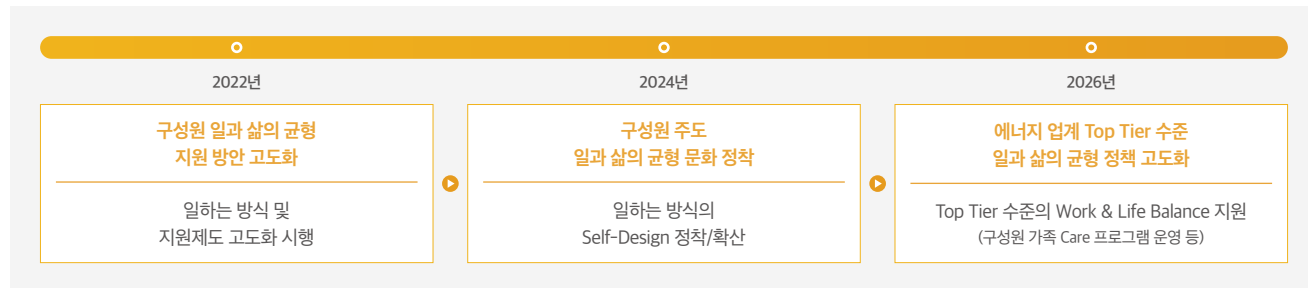 2022년
구성원 일과 삶의 균형
지원 방안 고도화
일하는 방식 및
지원제도 고도화 시행
2024년
구성원 주도
일과 삶의 균형 문화 정착
일하는 방식의
Self-Design 정착/확산
2026년
에너지 업계 Top Tier 수준
일과 삶의 균형 정책 고도화
Top Tier 수준의 Work & Life Balance 지원
(구성원 가족 Care 프로그램 운영 등)